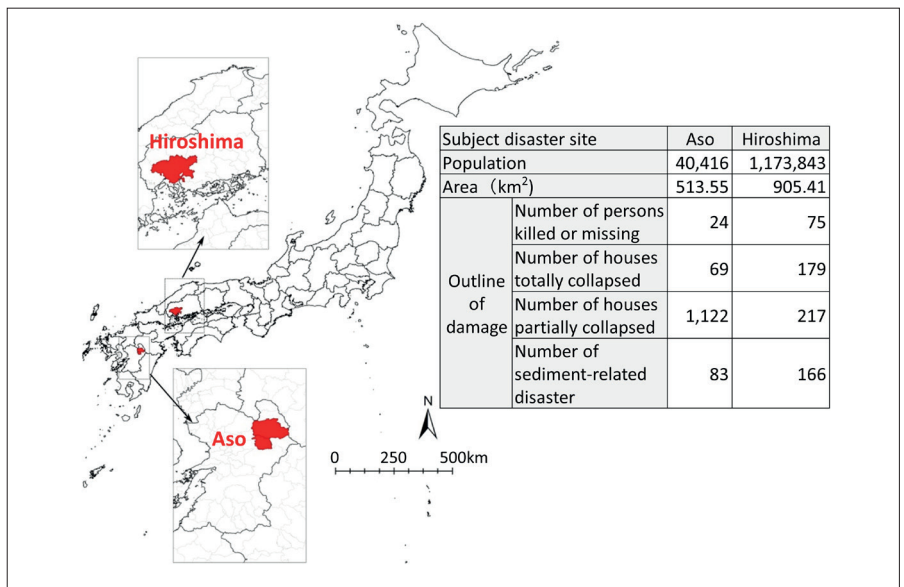 Hiroshima
Aso
N
0 250 500km
Subject disaster site Aso Hiroshima
Population 40,416 1,173,843
Area (km²) 513.55 905.41
Outline of damage
Number of persons killed or missing 24 75
Number of houses totally collapsed 69 179
Number of houses partially collapsed 1,122 217
Number of sediment-related disaster 83 166